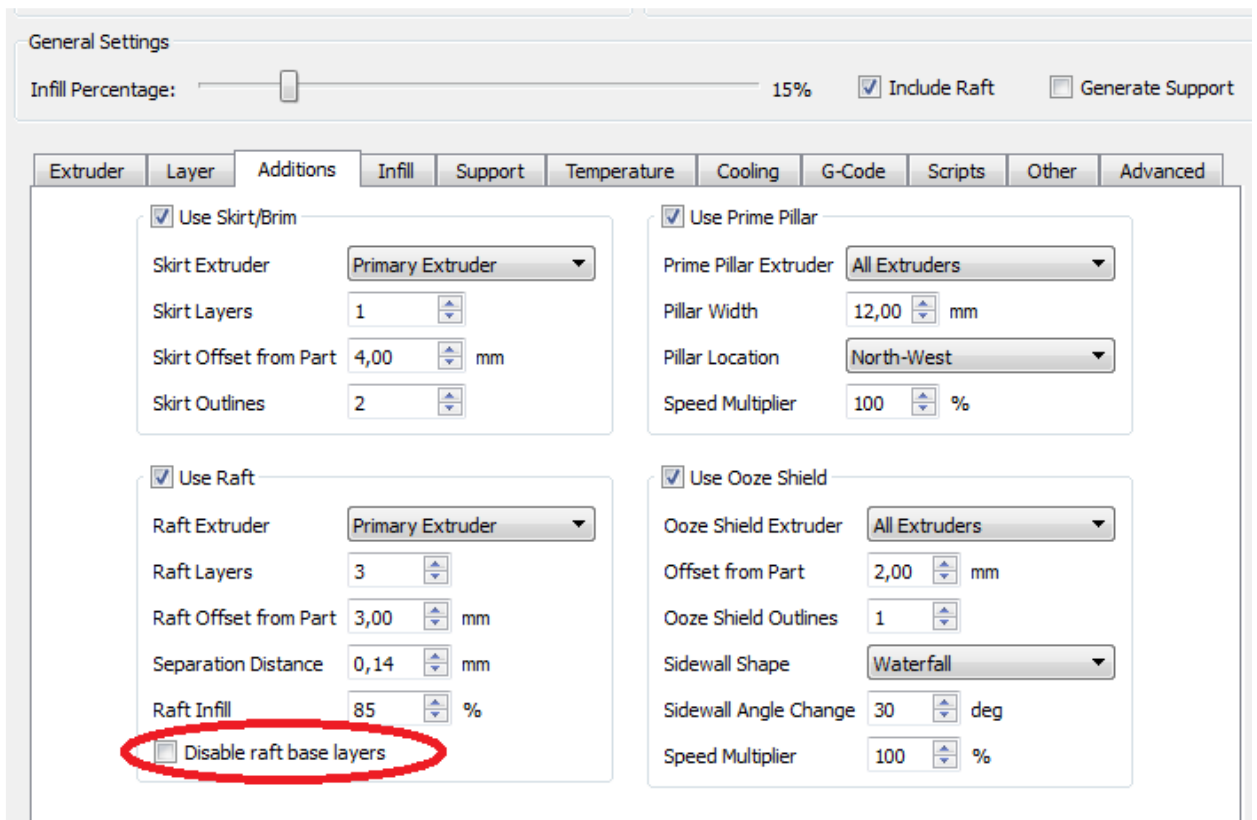 General Settings
Infill Percentage: 15% Include Raft Generate Support
Extruder Layer Additions Infill Support Temperature Cooling G-Code Scripts Other Advanced
Use Skirt/Brim
Skirt Extruder Primary Extruder
Skirt Layers 1
Skirt Offset from Part 4,00 mm
Skirt Outlines 2
Use Prime Pillar
Prime Pillar Extruder All Extruders
Pillar Width 12,00 mm
Pillar Location North-West
Speed Multiplier 100 %
Use Raft
Raft Extruder Primary Extruder
Raft Layers 3
Raft Offset from Part 3,00 mm
Separation Distance 0,14 mm
Raft Infill 85 %
Disable raft base layers
Use Ooze Shield
Ooze Shield Extruder All Extruders
Offset from Part 2,00 mm
Ooze Shield Outlines 1
Sidewall Shape Waterfall
Sidewall Angle Change 30 deg
Speed Multiplier 100 %